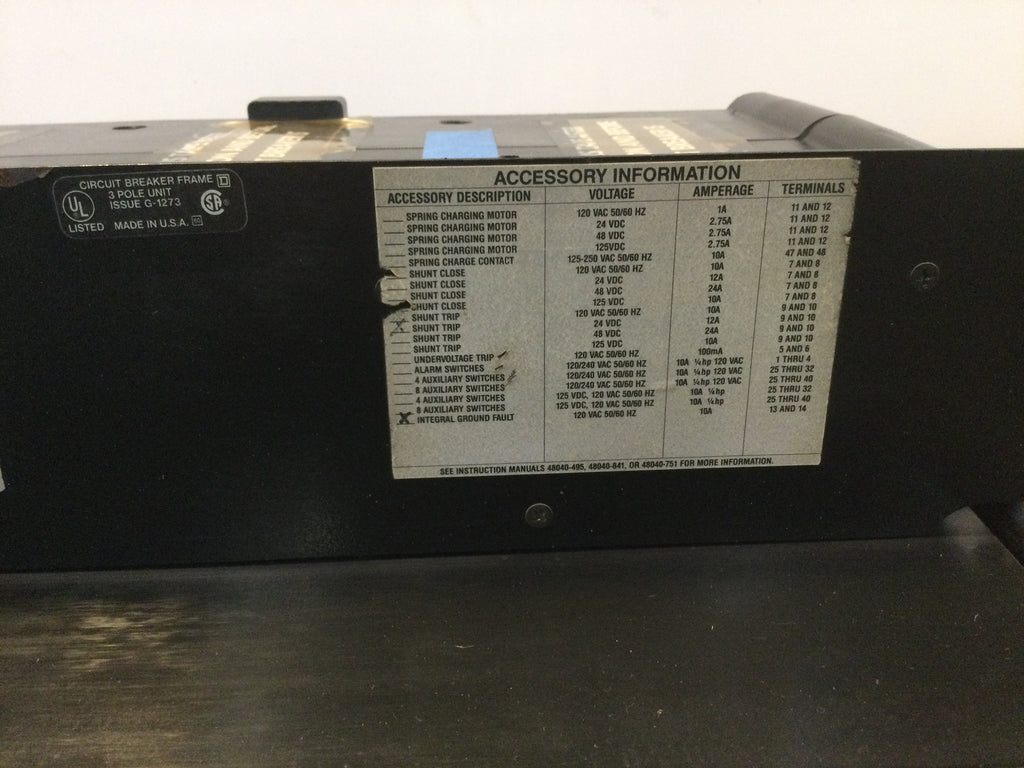 CIRCUIT BREAKER FRAME D
3 POLE UNIT
ISSUE G-1273
UL
SA ®
LISTED MADE IN U.S.A.
ACCESSORY INFORMATION
ACCESSORY DESCRIPTION VOLTAGE AMPERAGE TERMINALS
SPRING CHARGING MOTOR 120 VAC 50/60 HZ 1A 11 AND 12
SPRING CHARGING MOTOR 24 VDC 2.75A 11 AND 12
SPRING CHARGING MOTOR 48 VDC 2.75A 11 AND 12
SPRING CHARGING MOTOR 125VDC 2.75A 11 AND 12
SPRING CHARGE CONTACT 125-250 VAC 50/60 HZ 10A 47 AND 48
SHUNT CLOSE 120 VAC 50/60 HZ 10A 7 AND 8
SHUNT CLOSE 24 VDC 12A 7 AND 8
SHUNT CLOSE 48 VDC 24A 7 AND 8
SHUNT CLOSE 125 VDC 10A 7 AND 8
SHUNT TRIP 120 VAC 50/60 HZ 10A 9 AND 10
X SHUNT TRIP 24 VDC 12A 9 AND 10
SHUNT TRIP 48 VDC 24A 9 AND 10
SHUNT TRIP 125 VDC 10A 9 AND 10
UNDERVOLTAGE TRIP 120 VAC 50/60 HZ 100mA 5 AND 6
ALARM SWITCHES 120/240 VAC 50/60 HZ 10A ¼hp 120 VAC 1 THRU 4
4 AUXILIARY SWITCHES 120/240 VAC 50/60 HZ 10A ¼hp 120 VAC 25 THRU 32
8 AUXILIARY SWITCHES 120/240 VAC 50/60 HZ 10A ¼hp 120 VAC 25 THRU 40
4 AUXILIARY SWITCHES 125 VDC, 120 VAC 50/60 HZ 10A ¼hp 25 THRU 32
8 AUXILIARY SWITCHES 125 VDC, 120 VAC 50/60 HZ 10A ¼hp 25 THRU 40
X INTEGRAL GROUND FAULT 120 VAC 50/60 HZ 10A 13 AND 14
SEE INSTRUCTION MANUALS 48040-495, 48040-841, OR 48040-751 FOR MORE INFORMATION.